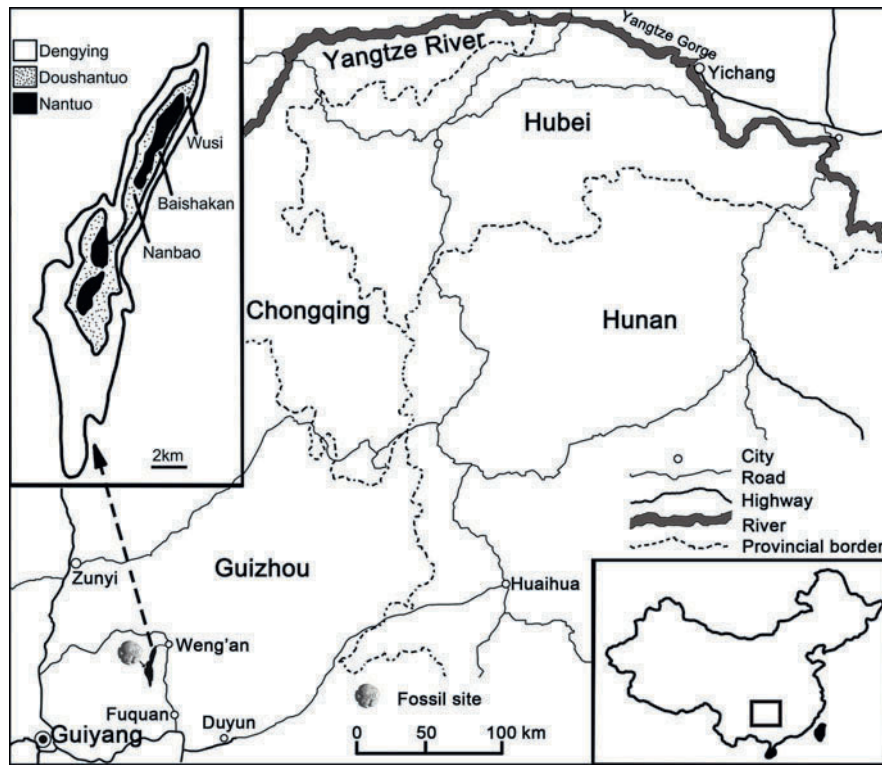 Dengying
Doushantuo
Nantuo
Wusi
Baishakan
Nanbao
2km
Yangtze River
Yangtze Gorge
Yichang
Hubei
Chongqing
Hunan
City
Road
Highway
River
Provincial border
Zunyi
Guizhou
Huaihua
Weng'an
Fossil site
Fuquan
Duyun
Guiyang
0 50 100 km